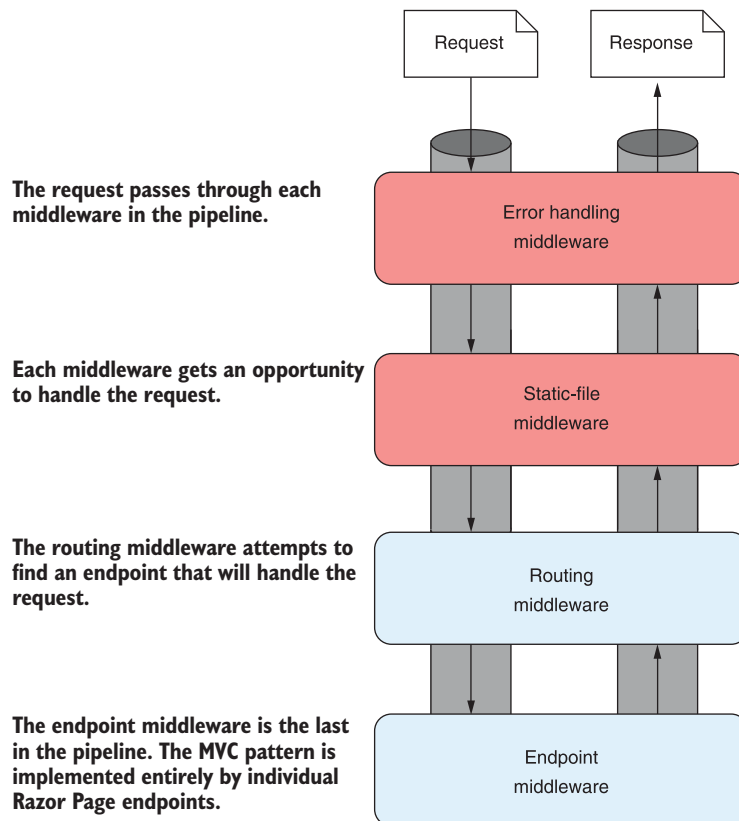 Request
Response
The request passes through each
middleware in the pipeline.
Error handling
middleware
Each middleware gets an opportunity
to handle the request.
Static-file
middleware
The routing middleware attempts to
find an endpoint that will handle the
request.
Routing
middleware
The endpoint middleware is the last
in the pipeline. The MVC pattern is
implemented entirely by individual
Razor Page endpoints.
Endpoint
middleware